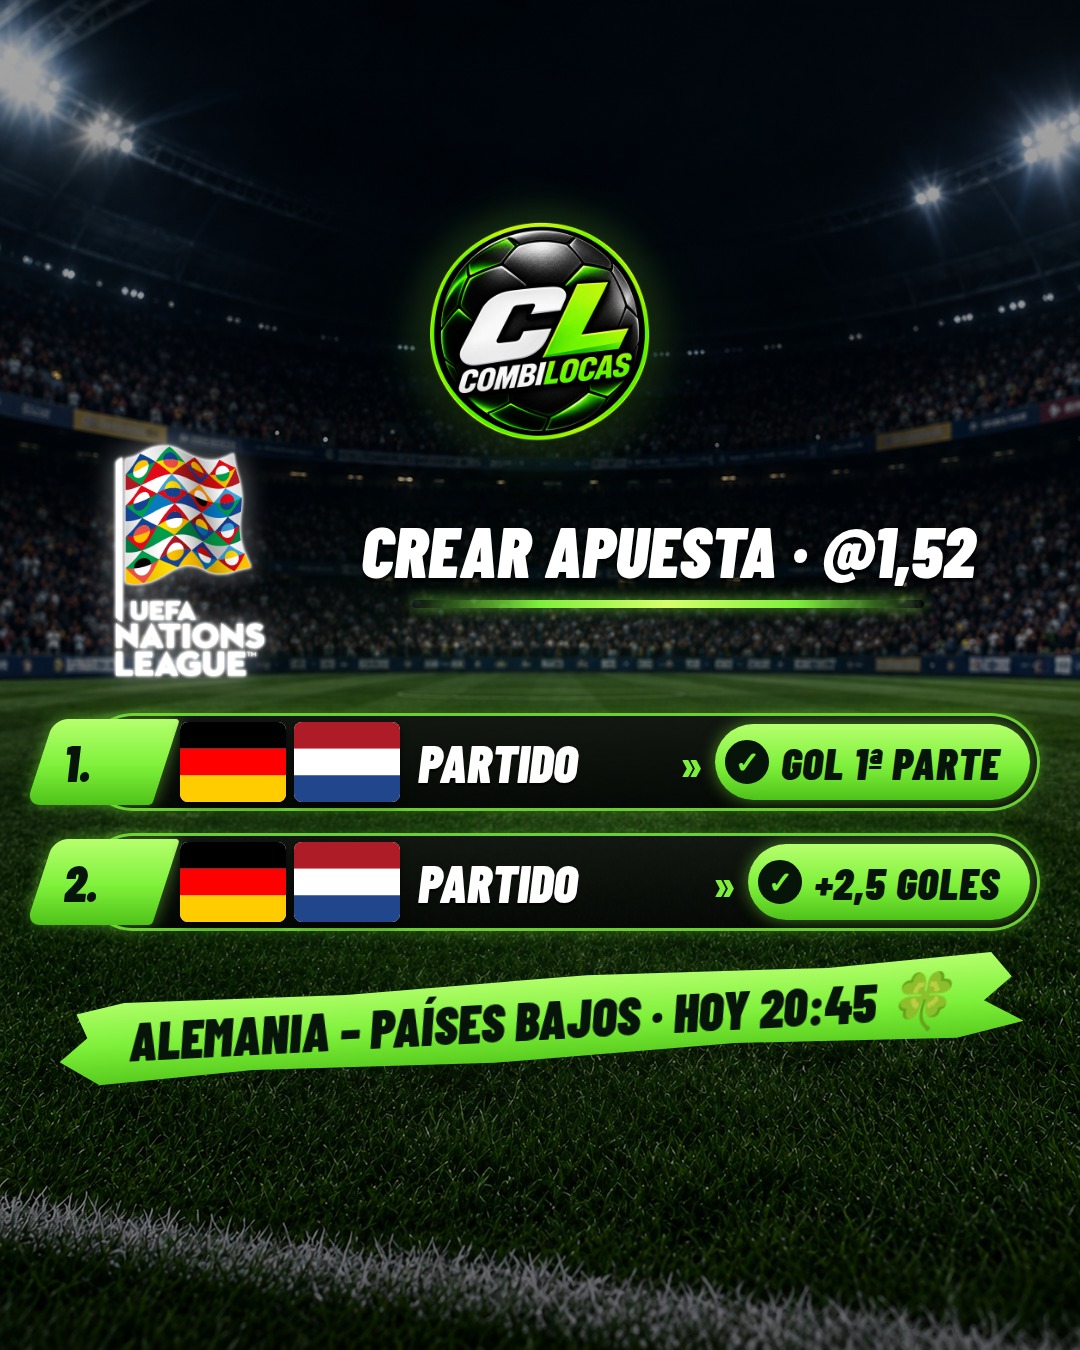 CL
COMBILOCAS
UEFA
NATIONS
LEAGUE™
CREAR APUESTA · @1,52
1. PARTIDO » ✓ GOL 1ª PARTE
2. PARTIDO » ✓ +2,5 GOLES
ALEMANIA – PAÍSES BAJOS · HOY 20:45 🍀